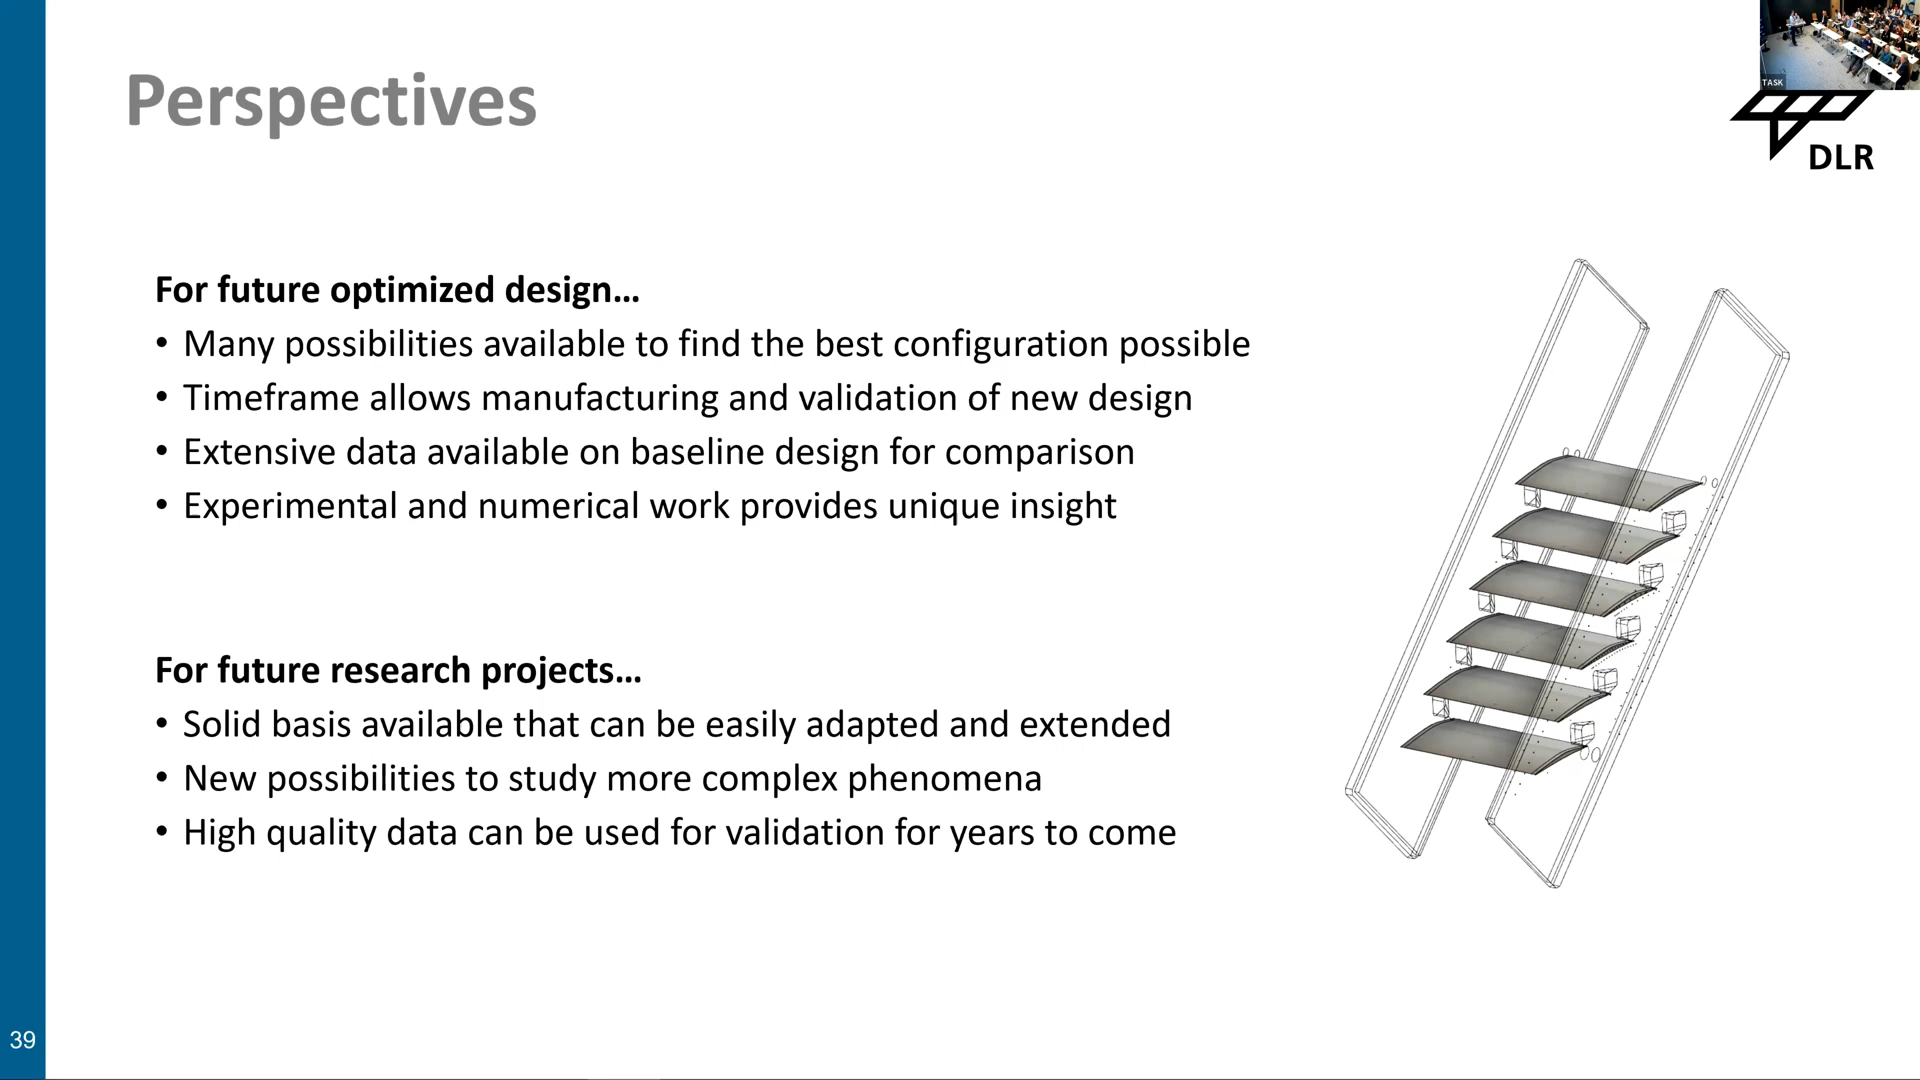 Perspectives
TASK
DLR
For future optimized design...
• Many possibilities available to find the best configuration possible
• Timeframe allows manufacturing and validation of new design
• Extensive data available on baseline design for comparison
• Experimental and numerical work provides unique insight
For future research projects...
• Solid basis available that can be easily adapted and extended
• New possibilities to study more complex phenomena
• High quality data can be used for validation for years to come
39